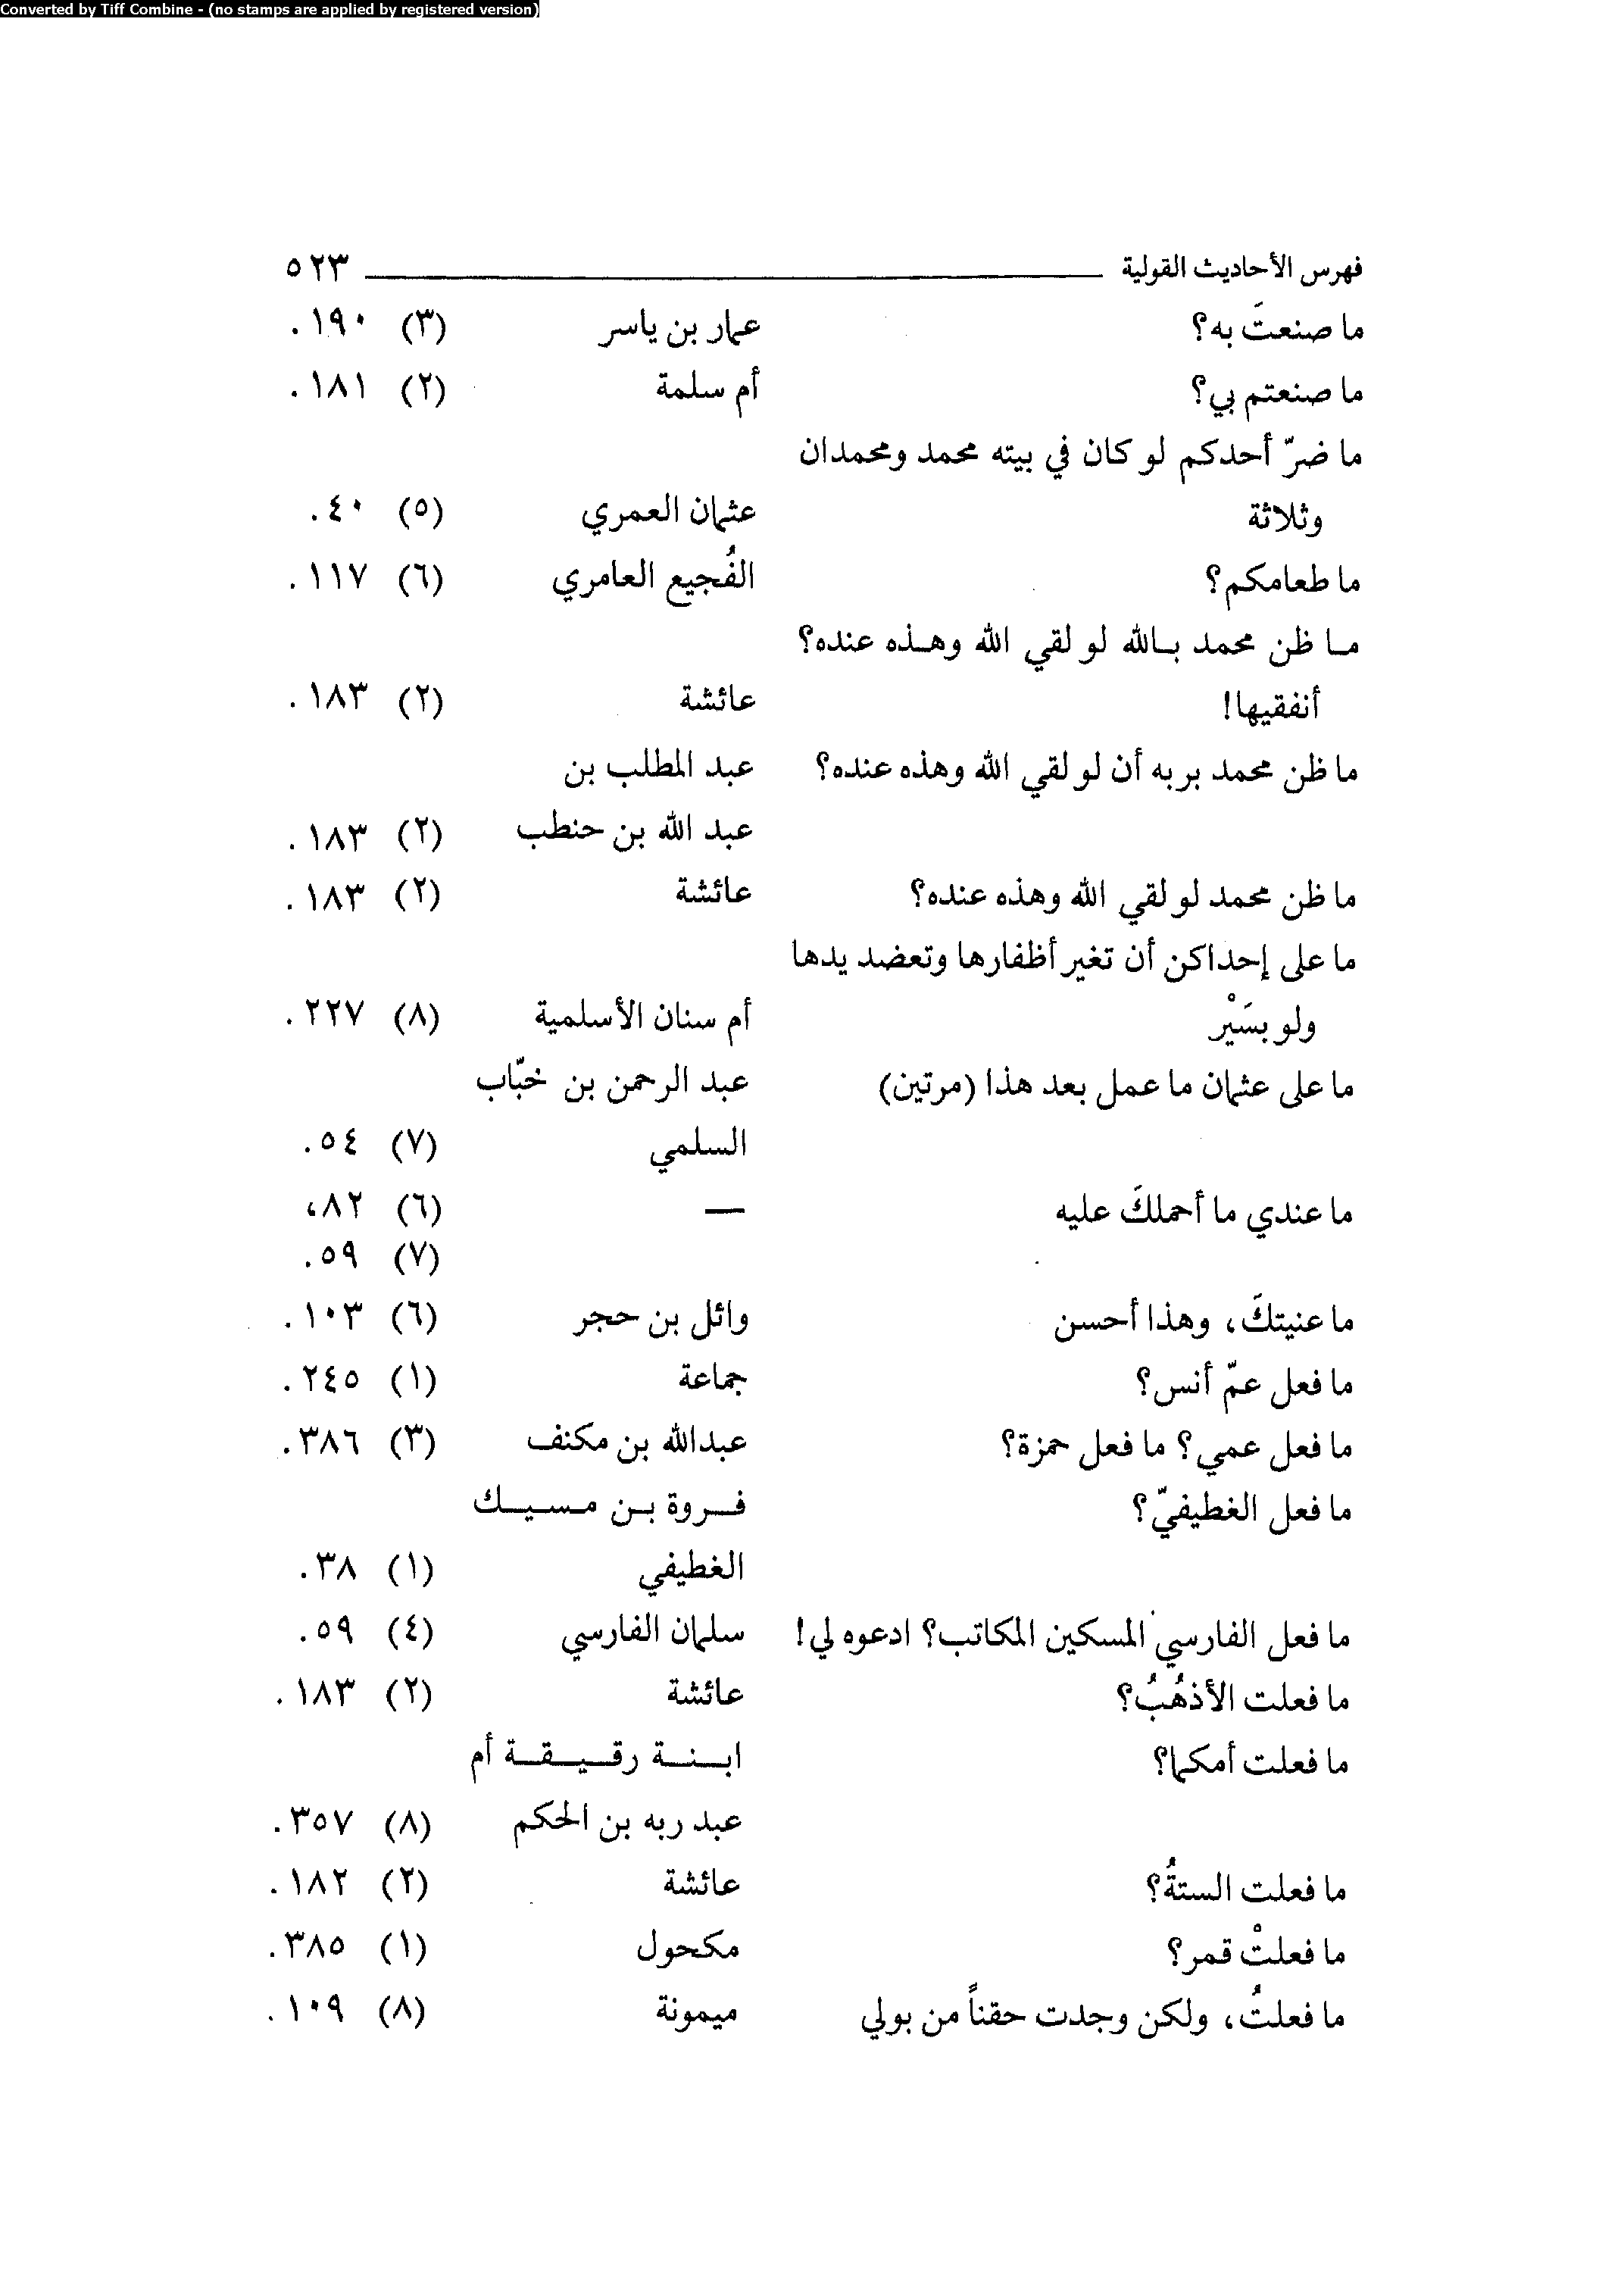 Converted by Tiff Combine - (no stamps are applied by registered version)
فهرس الأحاديث القولية ٥٢٣
ما صنعتَ به؟ عمار بن ياسر (٣) ١٩٠.
ما صنعتم بي؟ أم سلمة (٢) ١٨١.
ما ضرّ أحدكم لو كان في بيته محمد ومحمدان
وثلاثة عثمان العمري (٥) ٤٠.
ما طعامكم؟ الفُجيع العامري (٦) ١١٧.
ما ظن محمد بالله لو لقي الله وهذه عنده؟
أنفقيها! عائشة (٢) ١٨٣.
ما ظن محمد بربه أن لو لقي الله وهذه عنده؟ عبد المطلب بن
عبد الله بن حنطب (٢) ١٨٣.
ما ظن محمد لو لقي الله وهذه عنده؟ عائشة (٢) ١٨٣.
ما على إحداكن أن تغير أظفارها وتعضد يدها
ولو بسَيْر أم سنان الأسلمية (٨) ٢٢٧.
ما على عثمان ما عمل بعد هذا (مرتين) عبد الرحمن بن خبّاب
السلمي (٧) ٥٤.
ما عندي ما أحملكَ عليه — (٦) ٨٢،
(٧) ٥٩.
ما عنيتكَ، وهذا أحسن وائل بن حجر (٦) ١٠٣.
ما فعل عمّ أنس؟ جماعة (١) ٢٤٥.
ما فعل عمي؟ ما فعل حمزة؟ عبدالله بن مكنف (٣) ٣٨٦.
ما فعل الغطيفيّ؟ فروة بن مسيك
الغطيفي (١) ٣٨.
ما فعل الفارسي المسكين المكاتب؟ ادعوه لي! سلمان الفارسي (٤) ٥٩.
ما فعلت الأذهُبُ؟ عائشة (٢) ١٨٣.
ما فعلت أمكما؟ ابنة رقيقة أم
عبد ربه بن الحكم (٨) ٣٥٧.
ما فعلت الستةُ؟ عائشة (٢) ١٨٢.
ما فعلتْ قمر؟ مكحول (١) ٣٨٥.
ما فعلتُ، ولكن وجدت حقناً من بولي ميمونة (٨) ١٠٩.